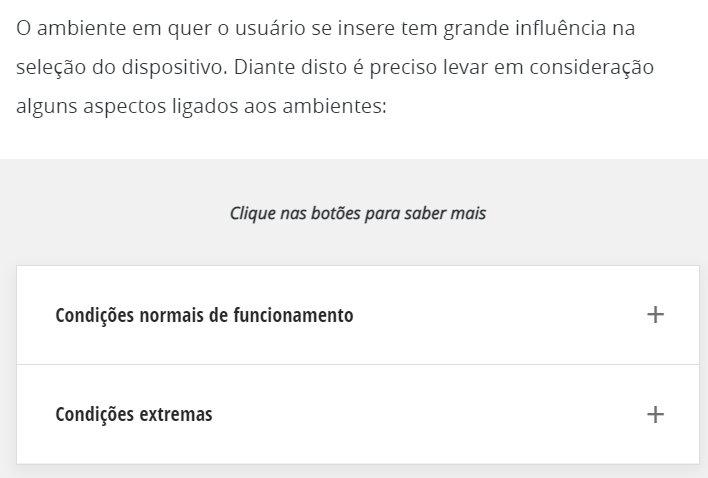 O ambiente em quer o usuário se insere tem grande influência na
seleção do dispositivo. Diante disto é preciso levar em consideração
alguns aspectos ligados aos ambientes:
Clique nas botões para saber mais
Condições normais de funcionamento +
Condições extremas +